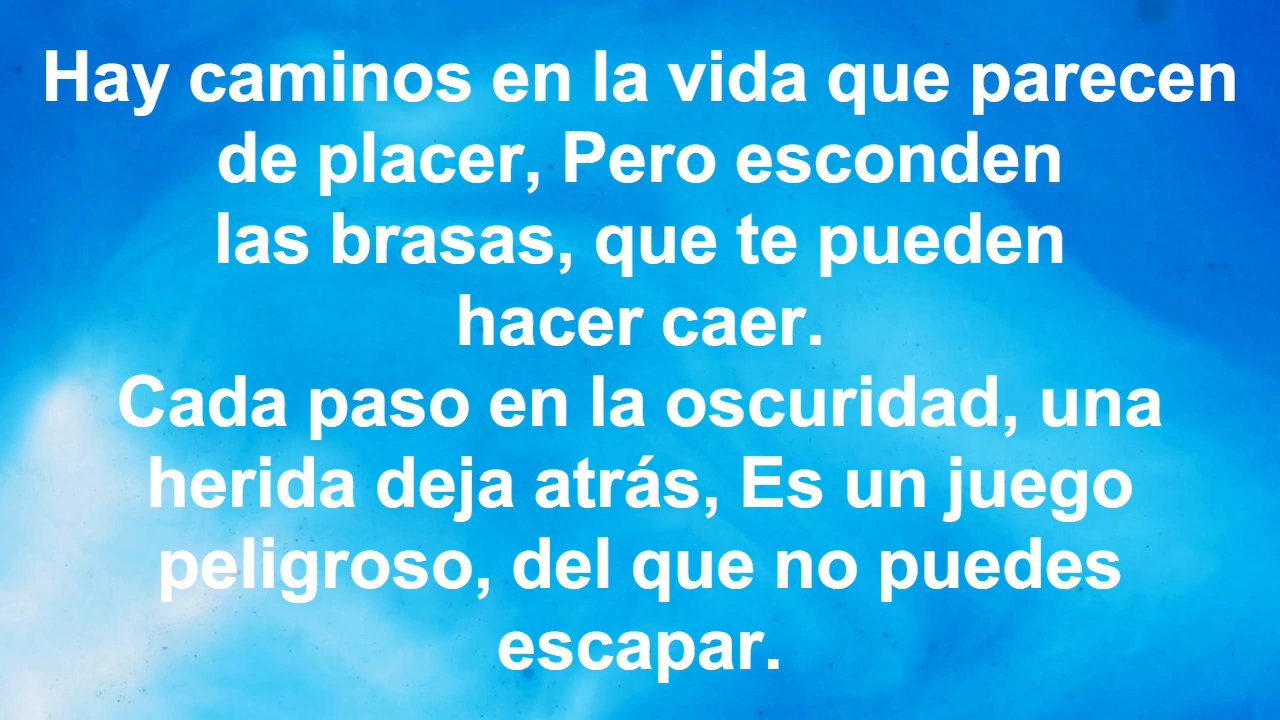 Hay caminos en la vida que parecen
de placer, Pero esconden
las brasas, que te pueden
hacer caer.
Cada paso en la oscuridad, una
herida deja atrás, Es un juego
peligroso, del que no puedes
escapar.